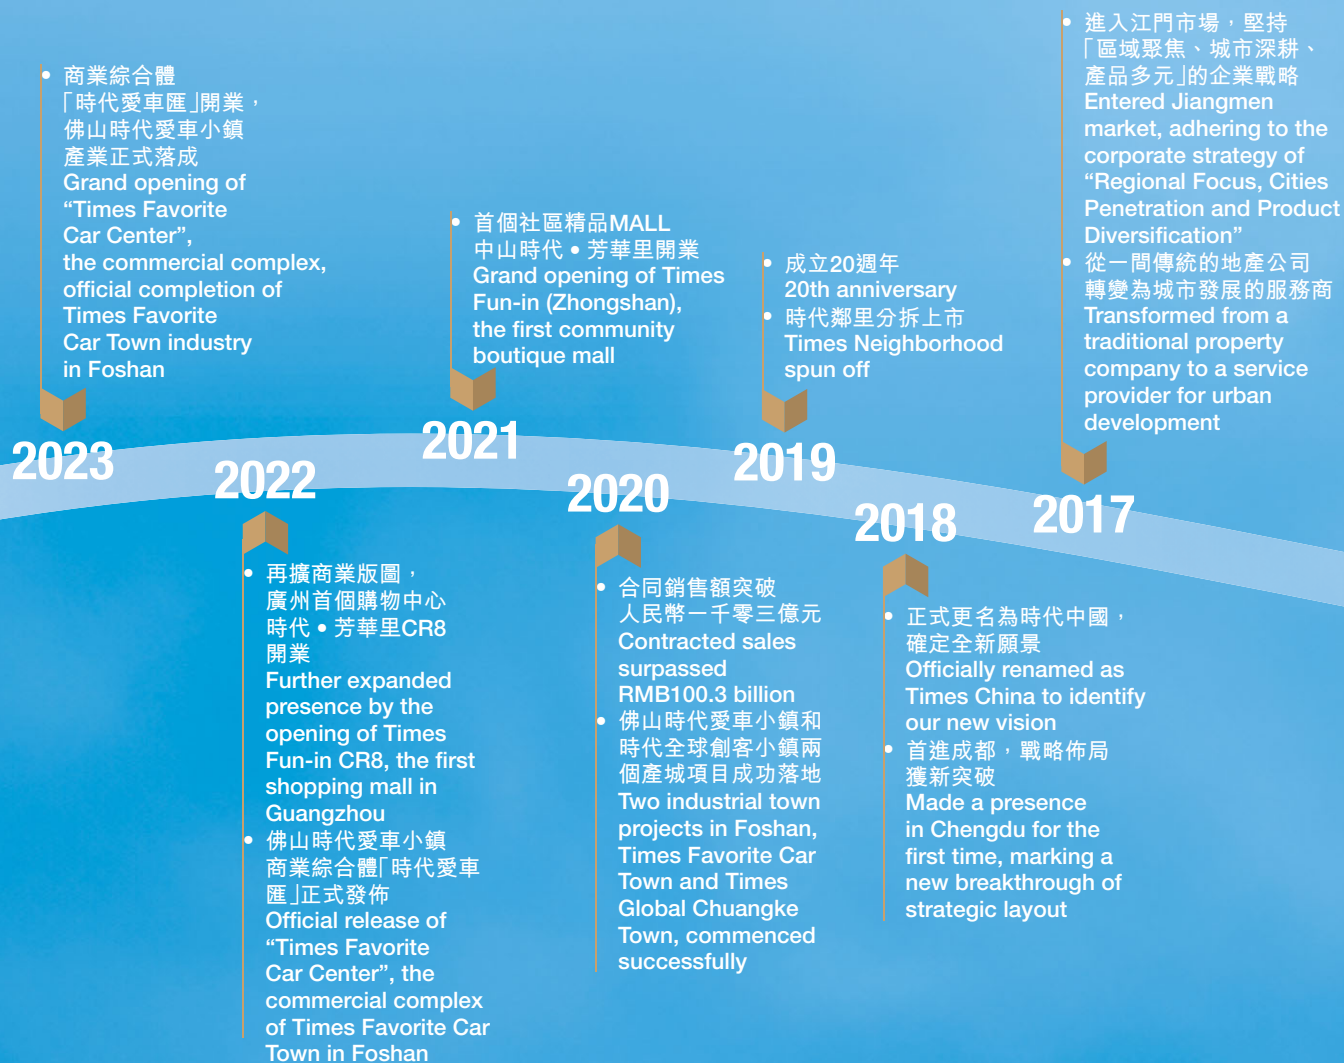 • 商業綜合體
「時代愛車匯」開業，
佛山時代愛車小鎮
產業正式落成
Grand opening of
“Times Favorite
Car Center”,
the commercial complex,
official completion of
Times Favorite
Car Town industry
in Foshan
2023
2022
• 再擴商業版圖，
廣州首個購物中心
時代•芳華里CR8
開業
Further expanded
presence by the
opening of Times
Fun-in CR8, the first
shopping mall in
Guangzhou
• 佛山時代愛車小鎮
商業綜合體「時代愛車
匯」正式發佈
Official release of
“Times Favorite
Car Center”, the
commercial complex
of Times Favorite Car
Town in Foshan
• 首個社區精品MALL
中山時代•芳華里開業
Grand opening of Times
Fun-in (Zhongshan),
the first community
boutique mall
2021
2020
• 合同銷售額突破
人民幣一千零三億元
Contracted sales
surpassed
RMB100.3 billion
• 佛山時代愛車小鎮和
時代全球創客小鎮兩
個產城項目成功落地
Two industrial town
projects in Foshan,
Times Favorite Car
Town and Times
Global Chuangke
Town, commenced
successfully
• 成立20週年
20th anniversary
• 時代鄰里分拆上市
Times Neighborhood
spun off
2019
2018
• 正式更名為時代中國，
確定全新願景
Officially renamed as
Times China to identify
our new vision
• 首進成都，戰略佈局
獲新突破
Made a presence
in Chengdu for the
first time, marking a
new breakthrough of
strategic layout
• 進入江門市場，堅持
「區域聚焦、城市深耕、
產品多元」的企業戰略
Entered Jiangmen
market, adhering to the
corporate strategy of
“Regional Focus, Cities
Penetration and Product
Diversification”
• 從一間傳統的地產公司
轉變為城市發展的服務商
Transformed from a
traditional property
company to a service
provider for urban
development
2017